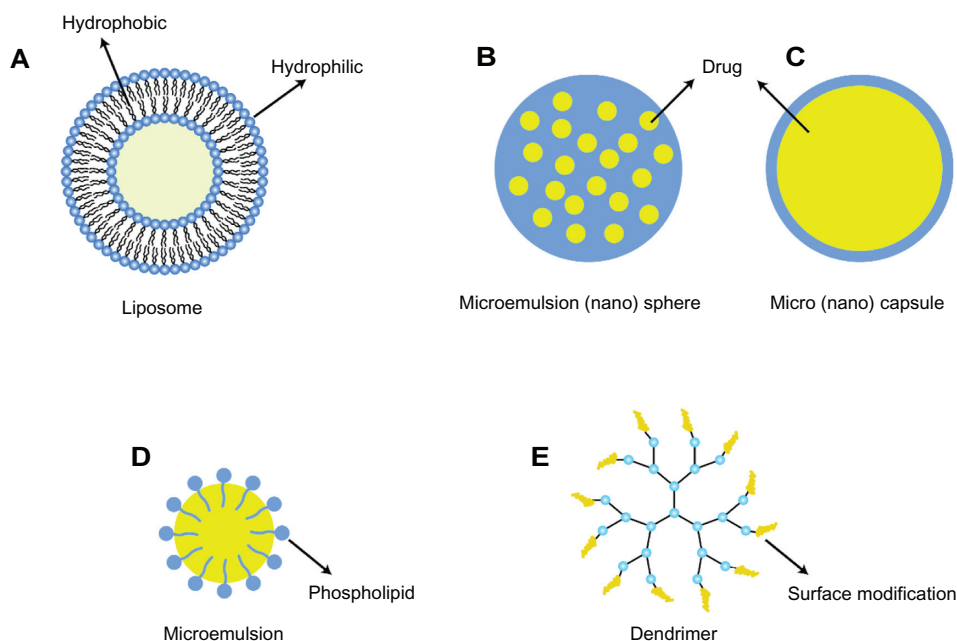 Hydrophobic
A
Hydrophilic
Liposome
B
Drug
C
Microemulsion (nano) sphere
Micro (nano) capsule
D
Phospholipid
Microemulsion
E
Surface modification
Dendrimer